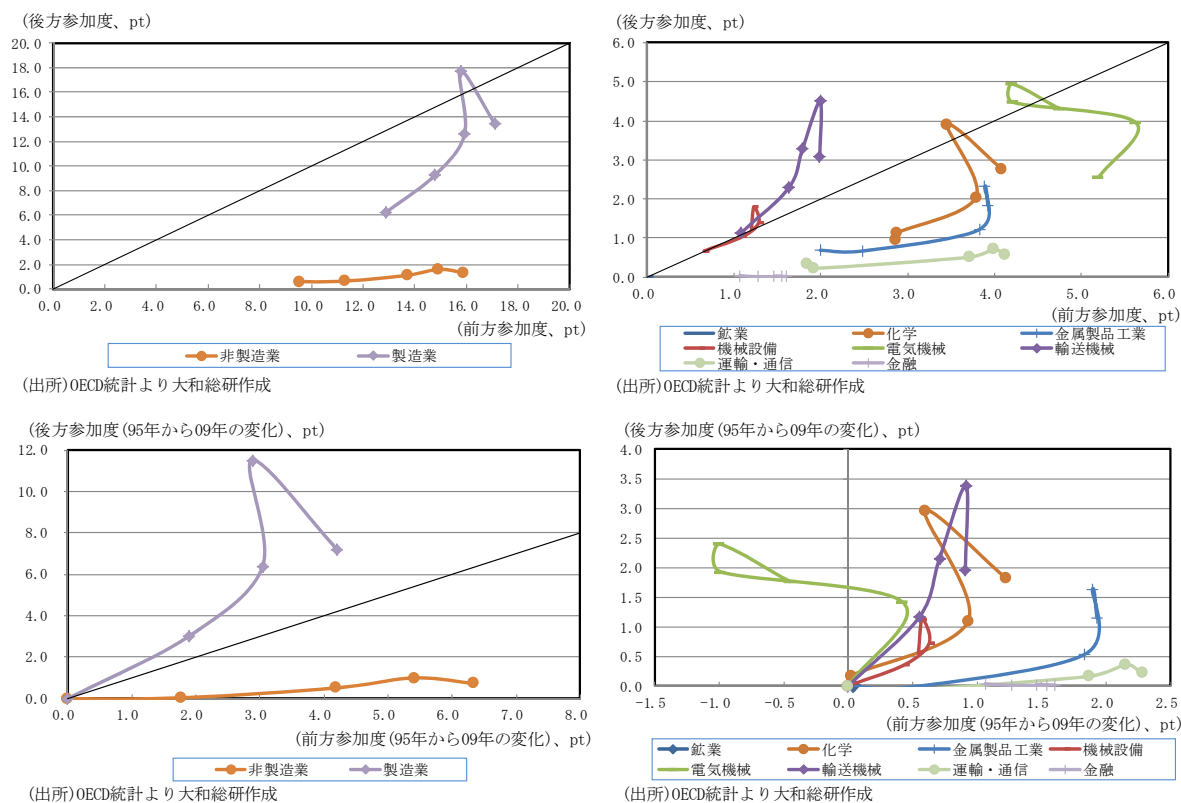 (後方参加度、pt)
20.0
18.0
16.0
14.0
12.0
10.0
8.0
6.0
4.0
2.0
0.0
0.0 2.0 4.0 6.0 8.0 10.0 12.0 14.0 16.0 18.0 20.0
(前方参加度、pt)
非製造業 製造業
(出所)OECD統計より大和総研作成
(後方参加度、pt)
6.0
5.0
4.0
3.0
2.0
1.0
0.0
0.0 1.0 2.0 3.0 4.0 5.0 6.0
(前方参加度、pt)
鉱業 化学 金属製品工業
機械設備 電気機械 輸送機械
運輸・通信 金融
(出所)OECD統計より大和総研作成
(後方参加度(95年から09年の変化)、pt)
12.0
10.0
8.0
6.0
4.0
2.0
0.0
0.0 1.0 2.0 3.0 4.0 5.0 6.0 7.0 8.0
(前方参加度(95年から09年の変化)、pt)
非製造業 製造業
(出所)OECD統計より大和総研作成
(後方参加度(95年から09年の変化)、pt)
4.0
3.5
3.0
2.5
2.0
1.5
1.0
0.5
0.0
-1.5 -1.0 -0.5 0.0 0.5 1.0 1.5 2.0 2.5
(前方参加度(95年から09年の変化)、pt)
鉱業 化学 金属製品工業 機械設備
電気機械 輸送機械 運輸・通信 金融
(出所)OECD統計より大和総研作成